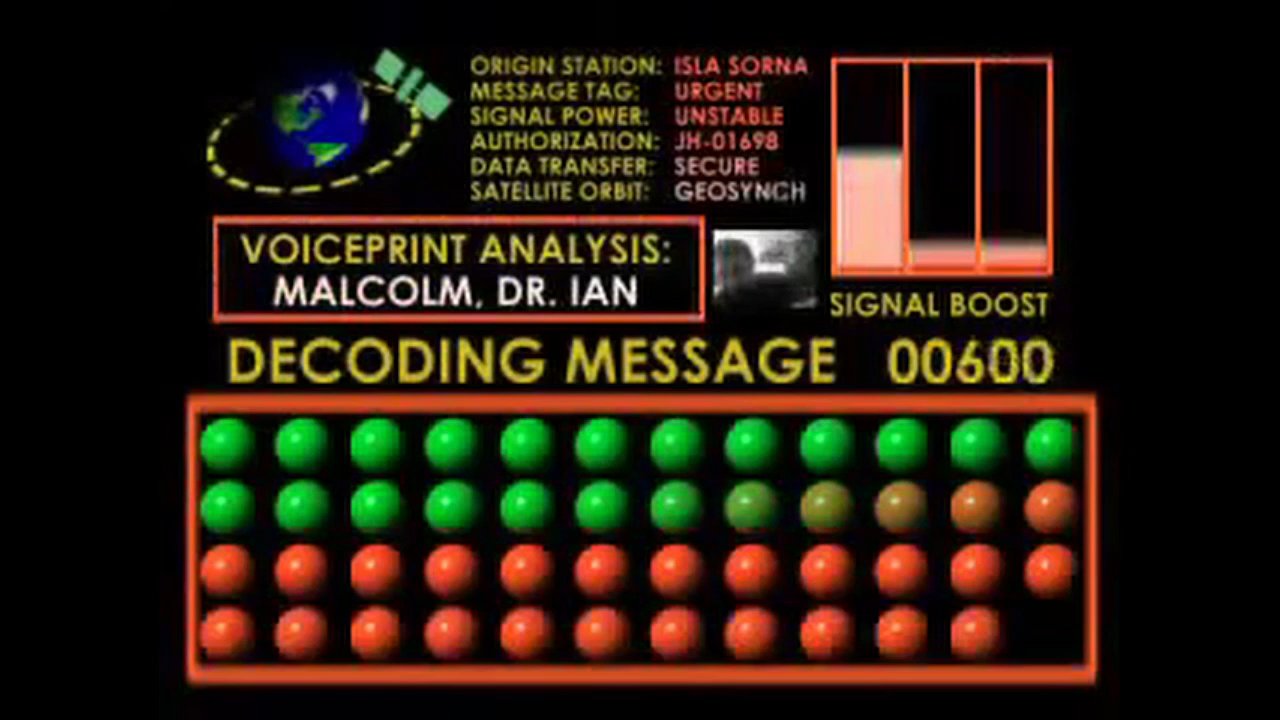 ORIGIN STATION: ISLA SORNA
MESSAGE TAG: URGENT
SIGNAL POWER: UNSTABLE
AUTHORIZATION: JH-01698
DATA TRANSFER: SECURE
SATELLITE ORBIT: GEOSYNCH
VOICEPRINT ANALYSIS:
MALCOLM, DR. IAN
SIGNAL BOOST
DECODING MESSAGE 00600